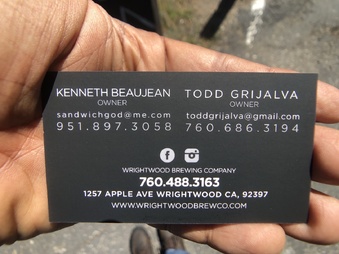 KENNETH BEAUJEAN
OWNER
sandwichgod@me.com
951.897.3058
TODD GRIJALVA
OWNER
toddgrijalva@gmail.com
760.686.3194
f
WRIGHTWOOD BREWING COMPANY
760.488.3163
1257 APPLE AVE WRIGHTWOOD CA, 92397
WWW.WRIGHTWOODBREWCO.COM